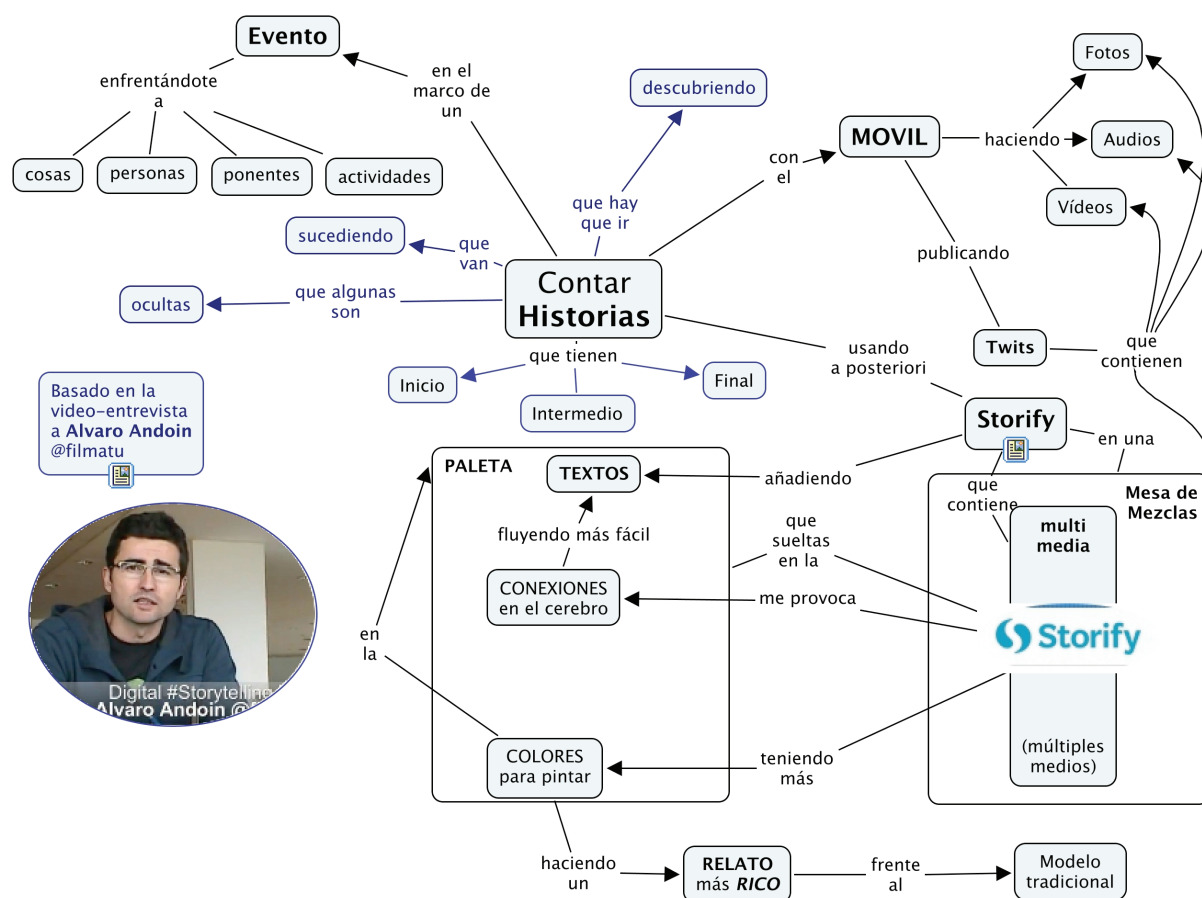 Evento
en el
marco de
un
enfrentándote
a
cosas
personas
ponentes
actividades
descubriendo
que hay
que ir
sucediendo
que
van
ocultas
que algunas
son
Contar
Historias
que tienen
Inicio
Intermedio
Final
con
el
MOVIL
haciendo
Fotos
Audios
Vídeos
publicando
Twits
que
contienen
usando
a posteriori
Storify
en una
que
contiene
Mesa de
Mezclas
multi
media
Storify
(múltiples
medios)
Basado en la
video-entrevista
a Alvaro Andoin
@filmatu
Digital #Storytelling
Alvaro Andoin
PALETA
TEXTOS
añadiendo
fluyendo más fácil
CONEXIONES
en el cerebro
que
sueltas
en la
me provoca
en
la
COLORES
para pintar
teniendo
más
haciendo
un
RELATO
más RICO
frente
al
Modelo
tradicional